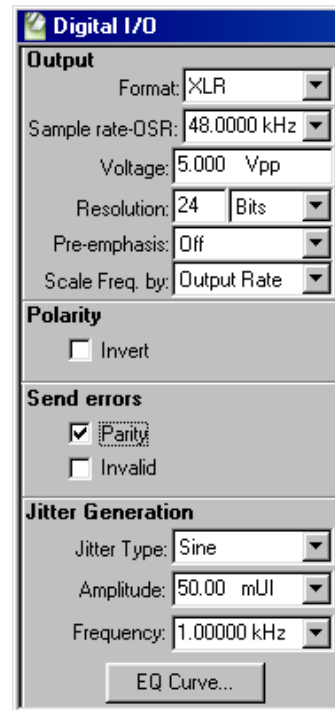 Digital I/O
Output
Format: XLR
Sample rate-OSR: 48.0000 kHz
Voltage: 5.000 Vpp
Resolution: 24 Bits
Pre-emphasis: Off
Scale Freq. by: Output Rate
Polarity
Invert
Send errors
Parity
Invalid
Jitter Generation
Jitter Type: Sine
Amplitude: 50.00 mUI
Frequency: 1.00000 kHz
EQ Curve...